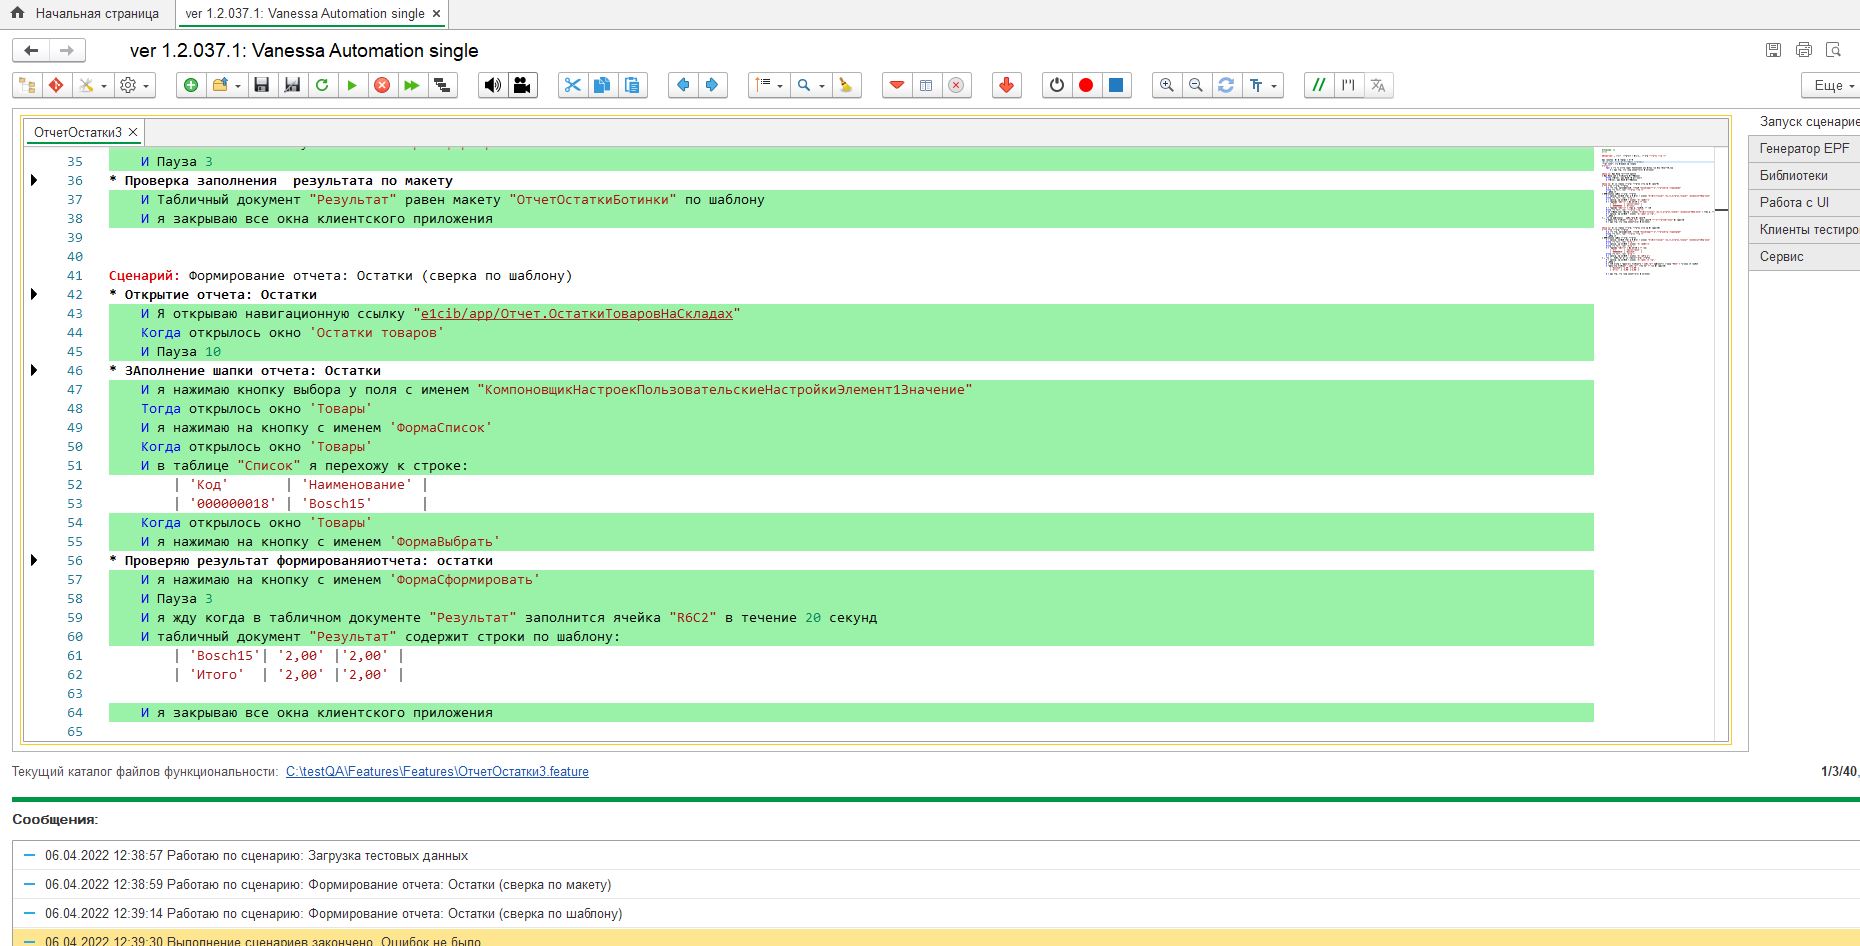 Начальная страница
ver 1.2.037.1: Vanessa Automation single ×
ver 1.2.037.1: Vanessa Automation single
Еще
ОтчетОстатки3 ×
Запуск сценарие
Генератор EPF
Библиотеки
Работа с UI
Клиенты тестиро
Сервис
35 И Пауза 3
36 * Проверка заполнения  результата по макету
37 И Табличный документ "Результат" равен макету "ОтчетОстаткиБотинки" по шаблону
38 И я закрываю все окна клиентского приложения
39
40
41 Сценарий: Формирование отчета: Остатки (сверка по шаблону)
42 * Открытие отчета: Остатки
43 И Я открываю навигационную ссылку "e1cib/app/Отчет.ОстаткиТоваровНаСкладах"
44 Когда открылось окно 'Остатки товаров'
45 И Пауза 10
46 * ЗАполнение шапки отчета: Остатки
47 И я нажимаю кнопку выбора у поля с именем "КомпоновщикНастроекПользовательскиеНастройкиЭлемент1Значение"
48 Тогда открылось окно 'Товары'
49 И я нажимаю на кнопку с именем 'ФормаСписок'
50 Когда открылось окно 'Товары'
51 И в таблице "Список" я перехожу к строке:
52 | 'Код' | 'Наименование' |
53 | '000000018' | 'Bosch15' |
54 Когда открылось окно 'Товары'
55 И я нажимаю на кнопку с именем 'ФормаВыбрать'
56 * Проверяю результат формированяиотчета: остатки
57 И я нажимаю на кнопку с именем 'ФормаСформировать'
58 И Пауза 3
59 И я жду когда в табличном документе "Результат" заполнится ячейка "R6C2" в течение 20 секунд
60 И табличный документ "Результат" содержит строки по шаблону:
61 | 'Bosch15'| '2,00' |'2,00' |
62 | 'Итого' | '2,00' |'2,00' |
63
64 И я закрываю все окна клиентского приложения
65
Текущий каталог файлов функциональности: C:\testQA\Features\Features\ОтчетОстатки3.feature
1/3/40,
Сообщения:
06.04.2022 12:38:57 Работаю по сценарию: Загрузка тестовых данных
06.04.2022 12:38:59 Работаю по сценарию: Формирование отчета: Остатки (сверка по макету)
06.04.2022 12:39:14 Работаю по сценарию: Формирование отчета: Остатки (сверка по шаблону)
06.04.2022 12:39:30 Выполнение сценариев закончено. Ошибок не было.